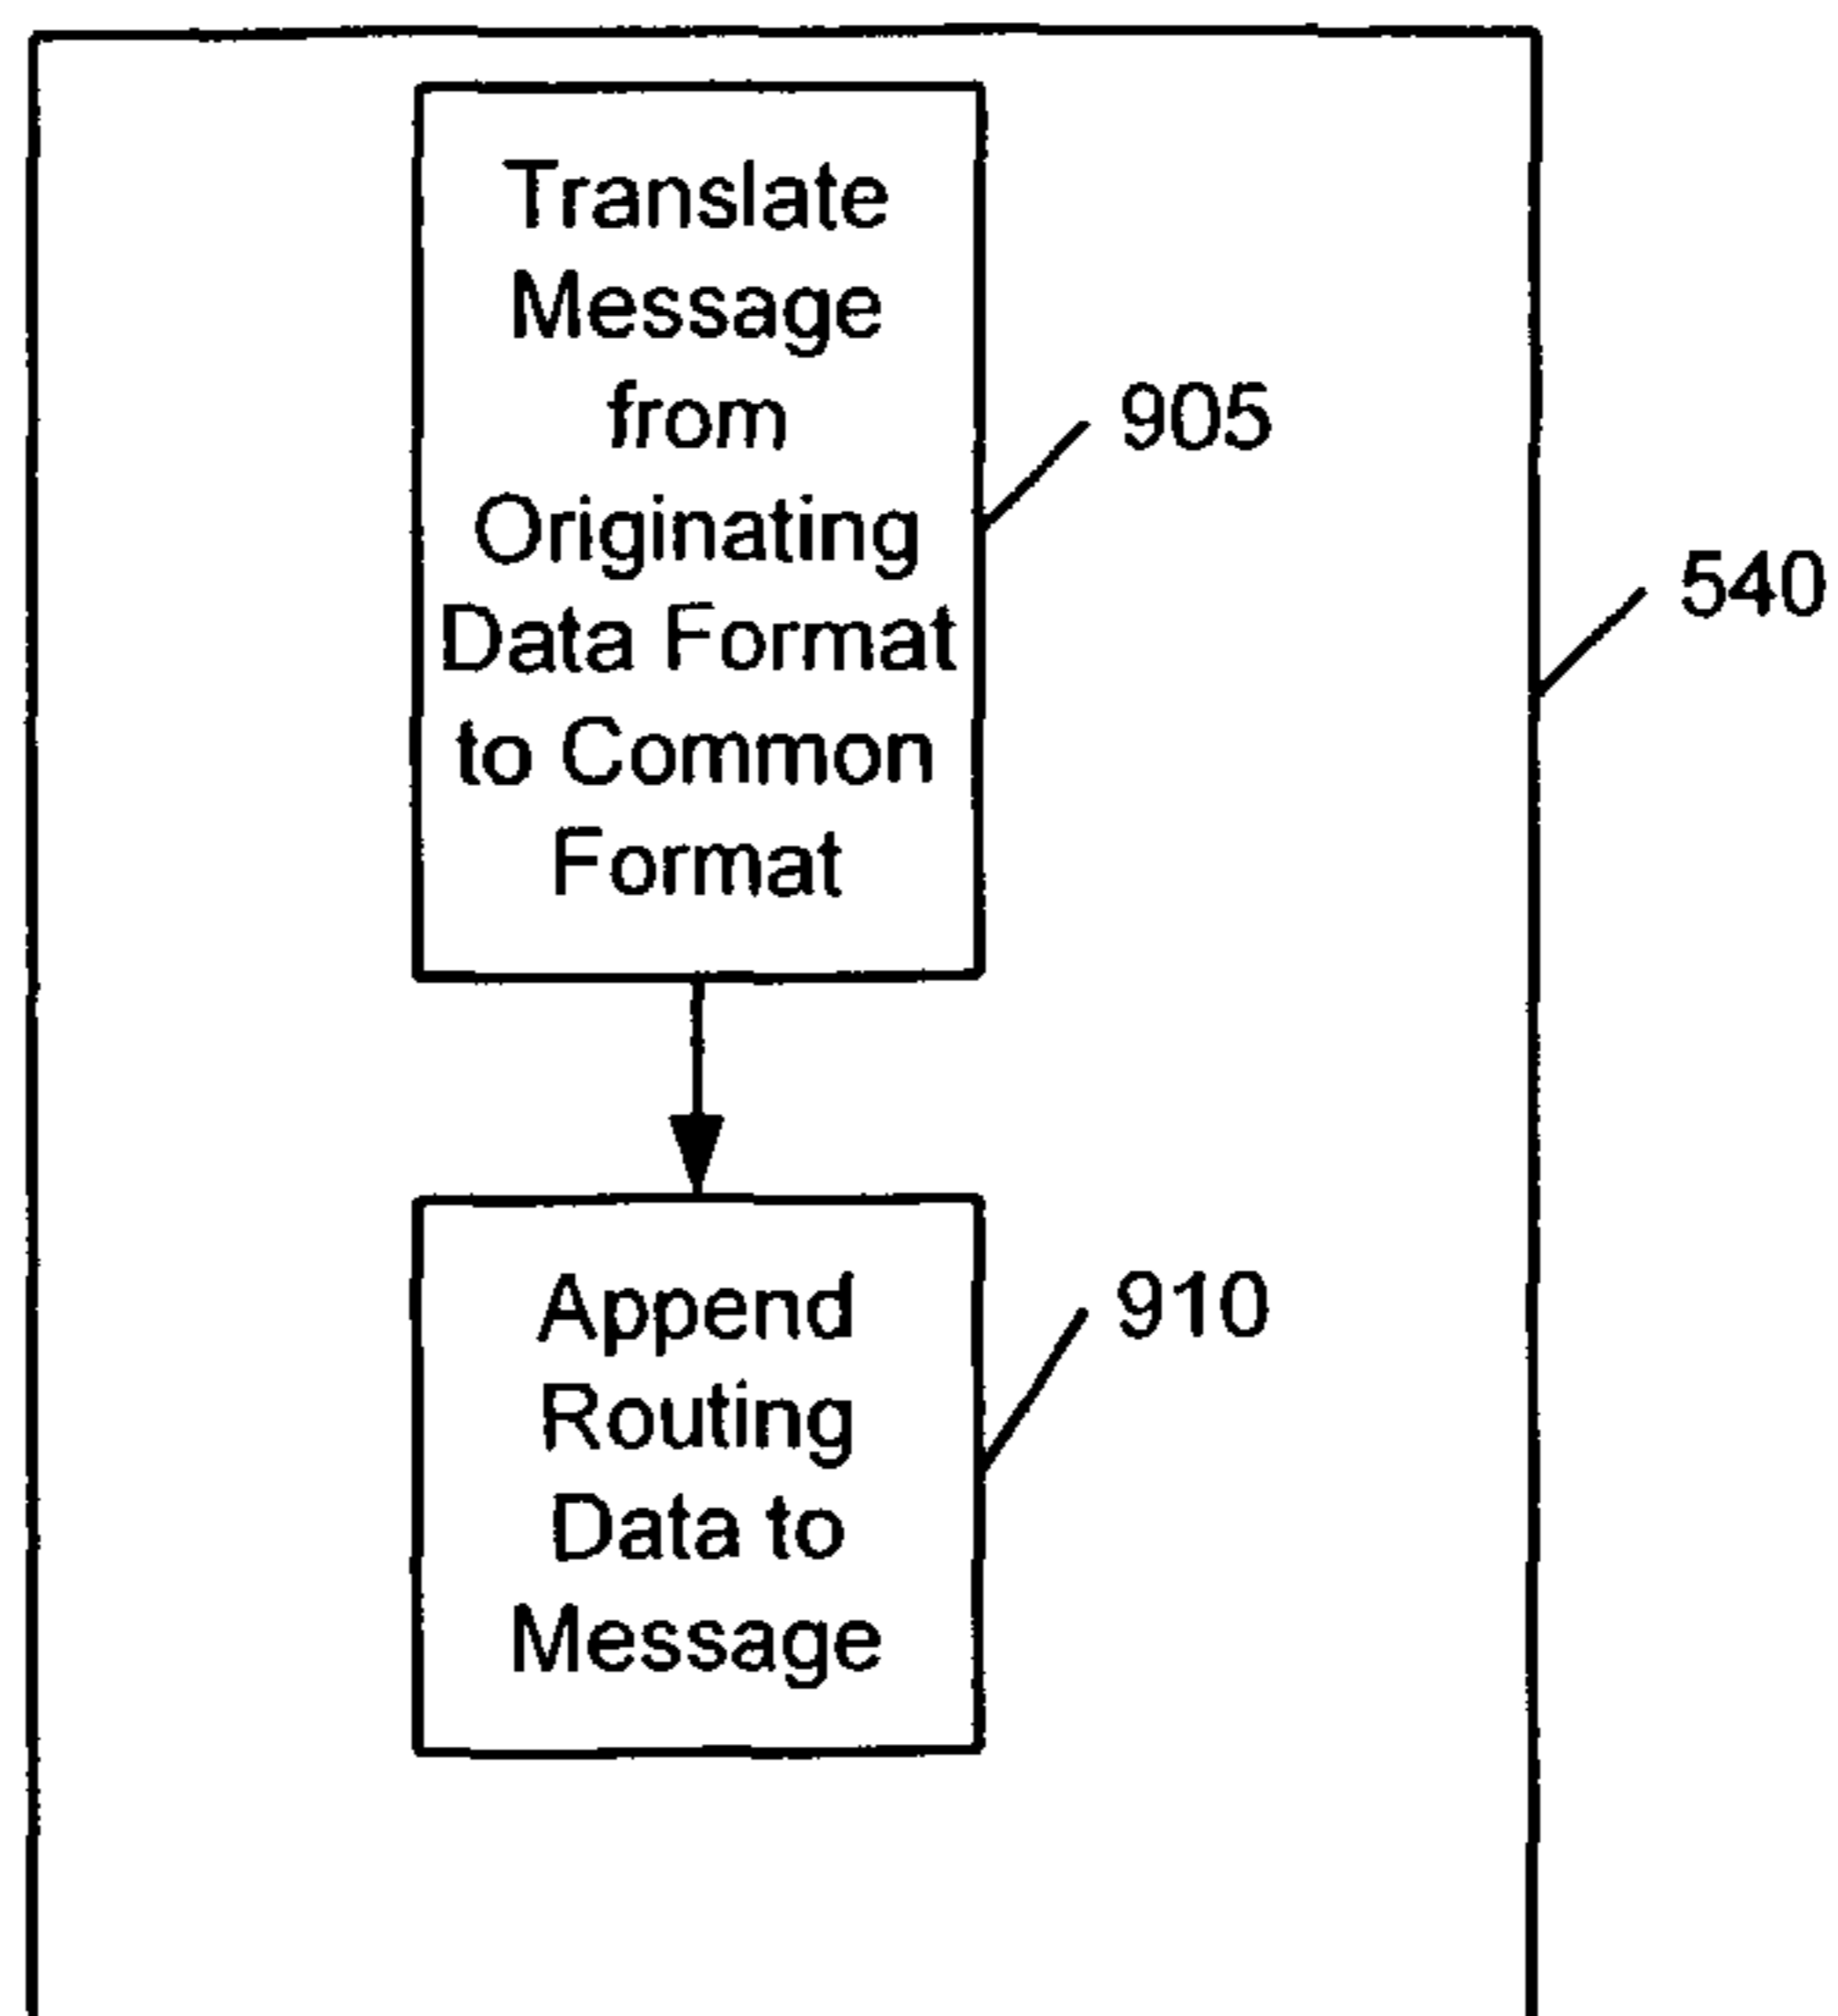 Translate
Message
from
Originating
Data Format
to Common
Format
905
540
Append
Routing
Data to
Message
910